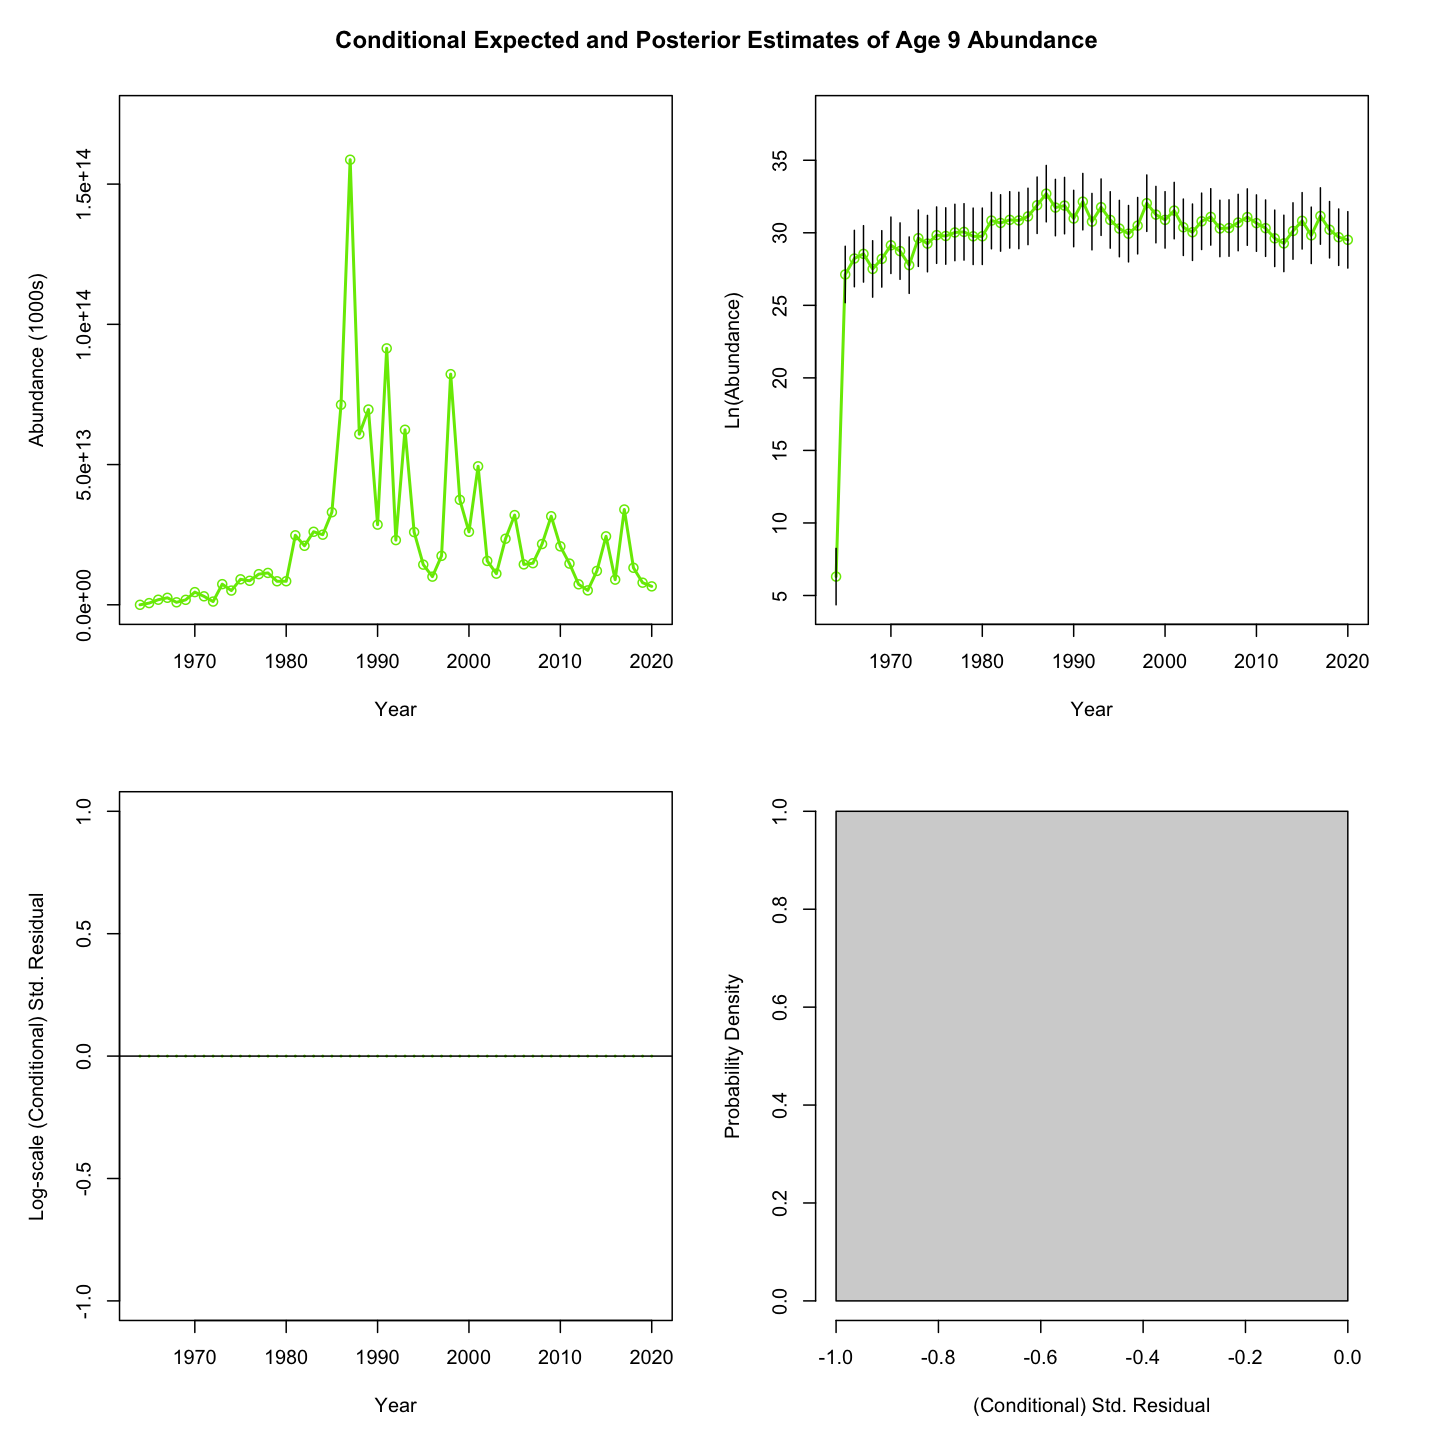 Conditional Expected and Posterior Estimates of Age 9 Abundance
Abundance (1000s)
0.0e+00 5.0e+13 1.0e+14 1.5e+14
1970 1980 1990 2000 2010 2020
Year
Ln(Abundance)
5 10 15 20 25 30 35
1970 1980 1990 2000 2010 2020
Year
Log-scale (Conditional) Std. Residual
-1.0 -0.5 0.0 0.5 1.0
1970 1980 1990 2000 2010 2020
Year
Probability Density
0.0 0.2 0.4 0.6 0.8 1.0
-1.0 -0.8 -0.6 -0.4 -0.2 0.0
(Conditional) Std. Residual